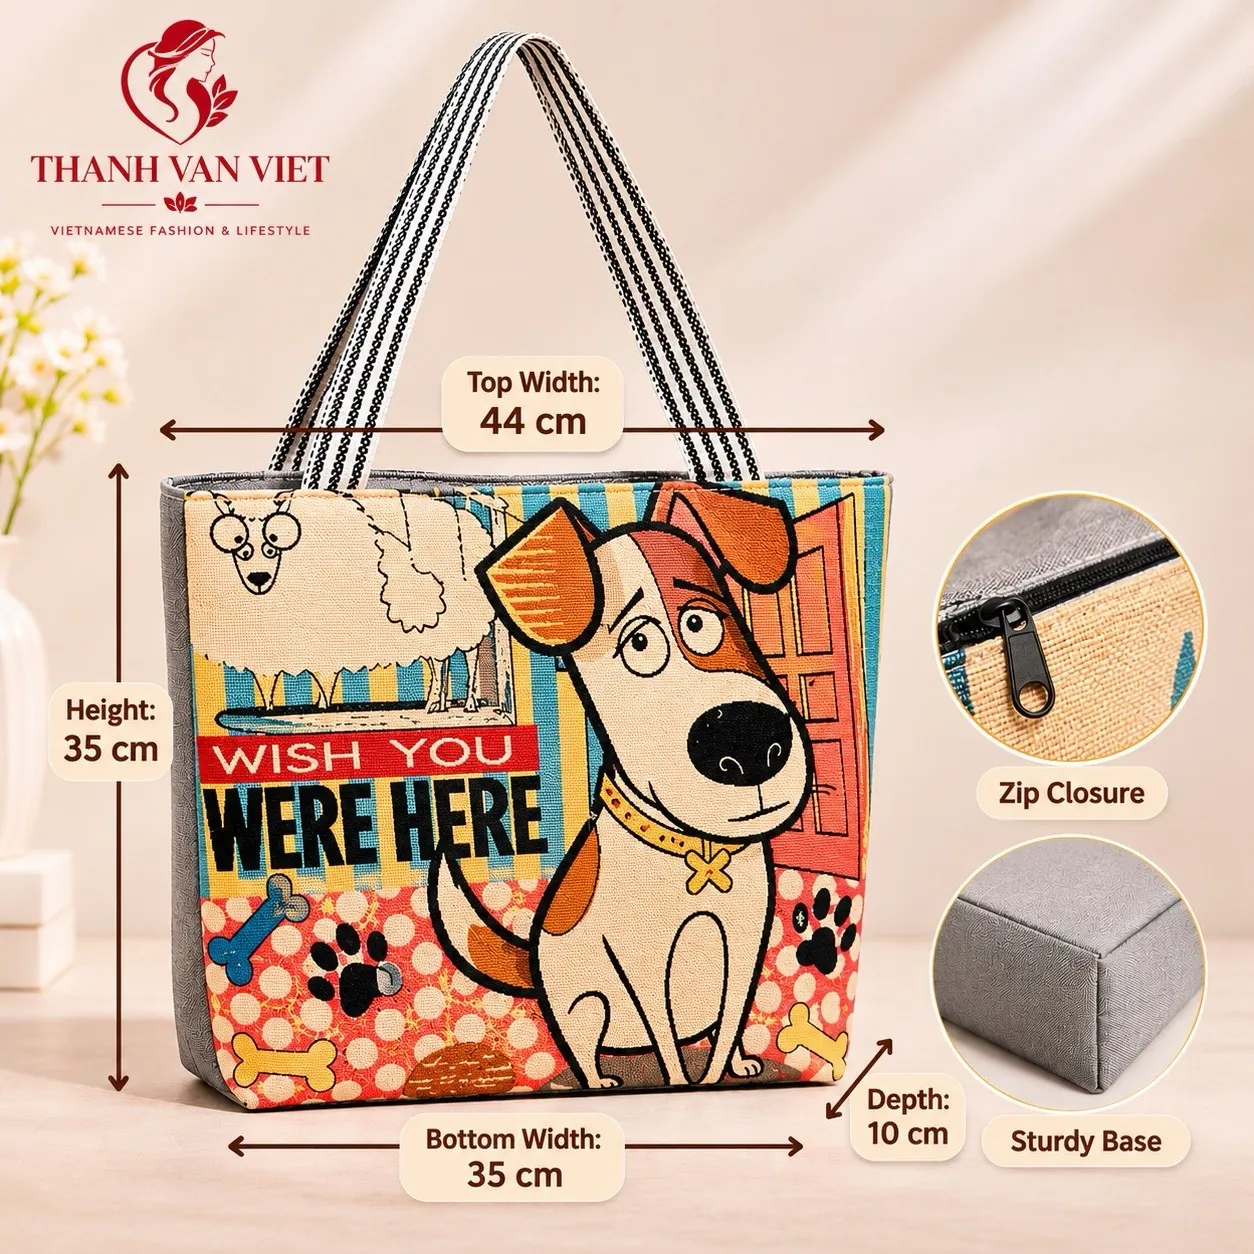 THANH VAN VIET
VIETNAMESE FASHION & LIFESTYLE
Top Width:
44 cm
Height:
35 cm
WISH YOU
WERE HERE
Zip Closure
Bottom Width:
35 cm
Depth:
10 cm
Sturdy Base